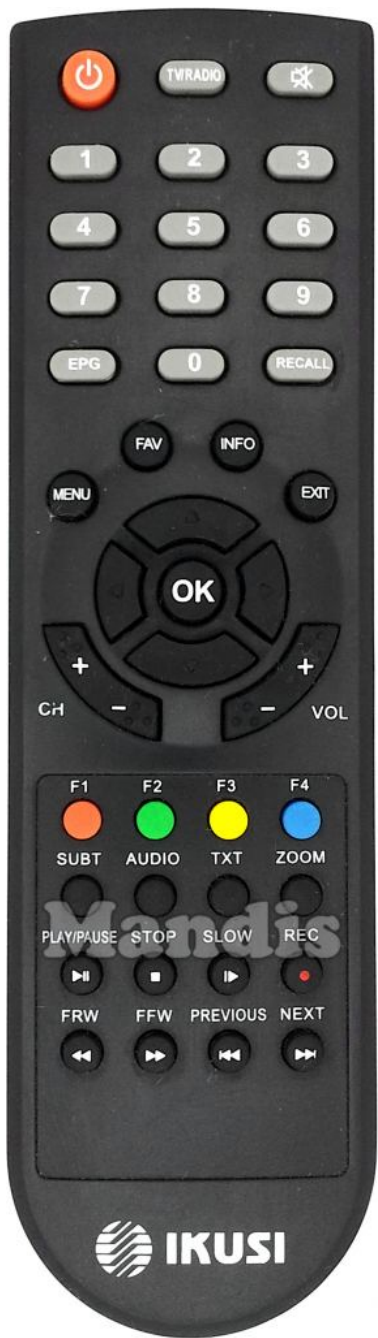 TV/RADIO
1 2 3
4 5 6
7 8 9
EPG 0 RECALL
FAV INFO
MENU EXIT
OK
+ +
CH - - VOL
F1 F2 F3 F4
SUBT AUDIO TXT ZOOM
Mandis
PLAY/PAUSE STOP SLOW REC
FRW FFW PREVIOUS NEXT
IKUSI